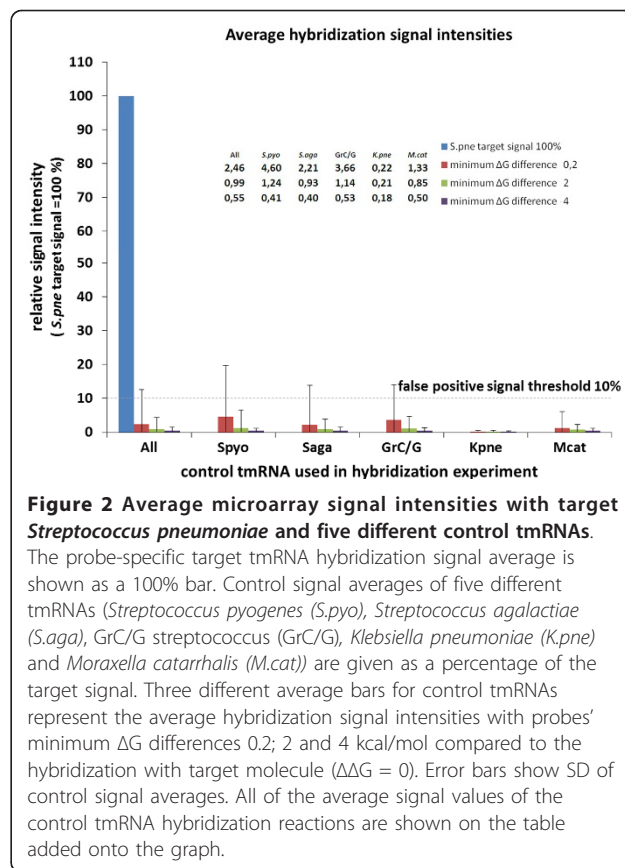 Average hybridization signal intensities
110
100
90
80
70
60
50
40
30
20
10
0
relative signal intensity
( S.pne target signal =100 %)
All S.pyo S.aga GrC/G K.pne M.cat
2,46 4,60 2,21 3,66 0,22 1,33
0,99 1,24 0,93 1,14 0,21 0,85
0,55 0,41 0,40 0,53 0,18 0,50
S.pne target signal 100%
minimum ΔG difference 0,2
minimum ΔG difference 2
minimum ΔG difference 4
false positive signal threshold 10%
All Spyo Saga GrC/G Kpne Mcat
control tmRNA used in hybridization experiment
Figure 2 Average microarray signal intensities with target
Streptococcus pneumoniae and five different control tmRNAs.
The probe-specific target tmRNA hybridization signal average is
shown as a 100% bar. Control signal averages of five different
tmRNAs (Streptococcus pyogenes (S.pyo), Streptococcus agalactiae
(S.aga), GrC/G streptococcus (GrC/G), Klebsiella pneumoniae (K.pne)
and Moraxella catarrhalis (M.cat)) are given as a percentage of the
target signal. Three different average bars for control tmRNAs
represent the average hybridization signal intensities with probes'
minimum ΔG differences 0.2; 2 and 4 kcal/mol compared to the
hybridization with target molecule (ΔΔG = 0). Error bars show SD of
control signal averages. All of the average signal values of the
control tmRNA hybridization reactions are shown on the table
added onto the graph.